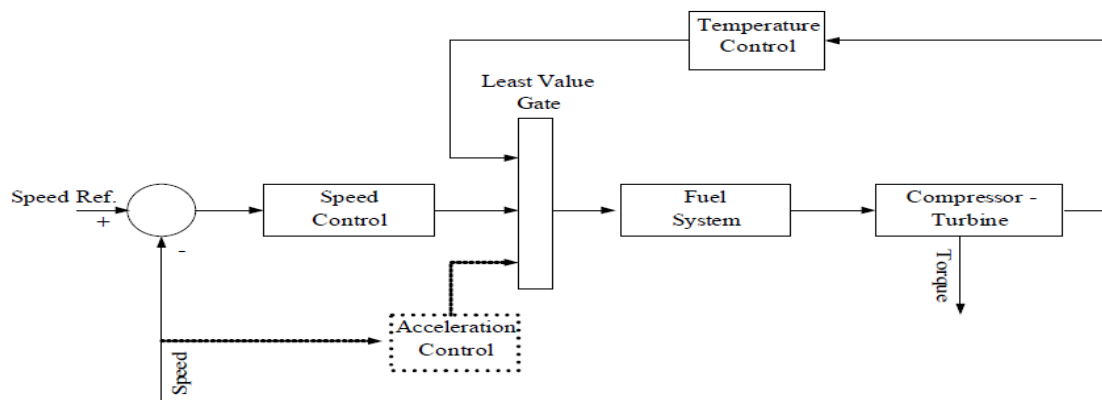 Temperature
Control
Least Value
Gate
Speed Ref.
+
-
Speed
Control
Fuel
System
Compressor -
Turbine
Torque
Acceleration
Control
Speed